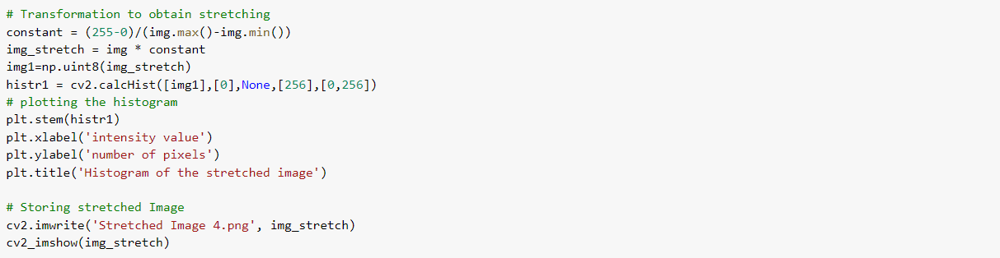 # Transformation to obtain stretching
constant = (255-0)/(img.max()-img.min())
img_stretch = img * constant
img1=np.uint8(img_stretch)
histr1 = cv2.calcHist([img1],[0],None,[256],[0,256])
# plotting the histogram
plt.stem(histr1)
plt.xlabel('intensity value')
plt.ylabel('number of pixels')
plt.title('Histogram of the stretched image')
# Storing stretched Image
cv2.imwrite('Stretched Image 4.png', img_stretch)
cv2_imshow(img_stretch)